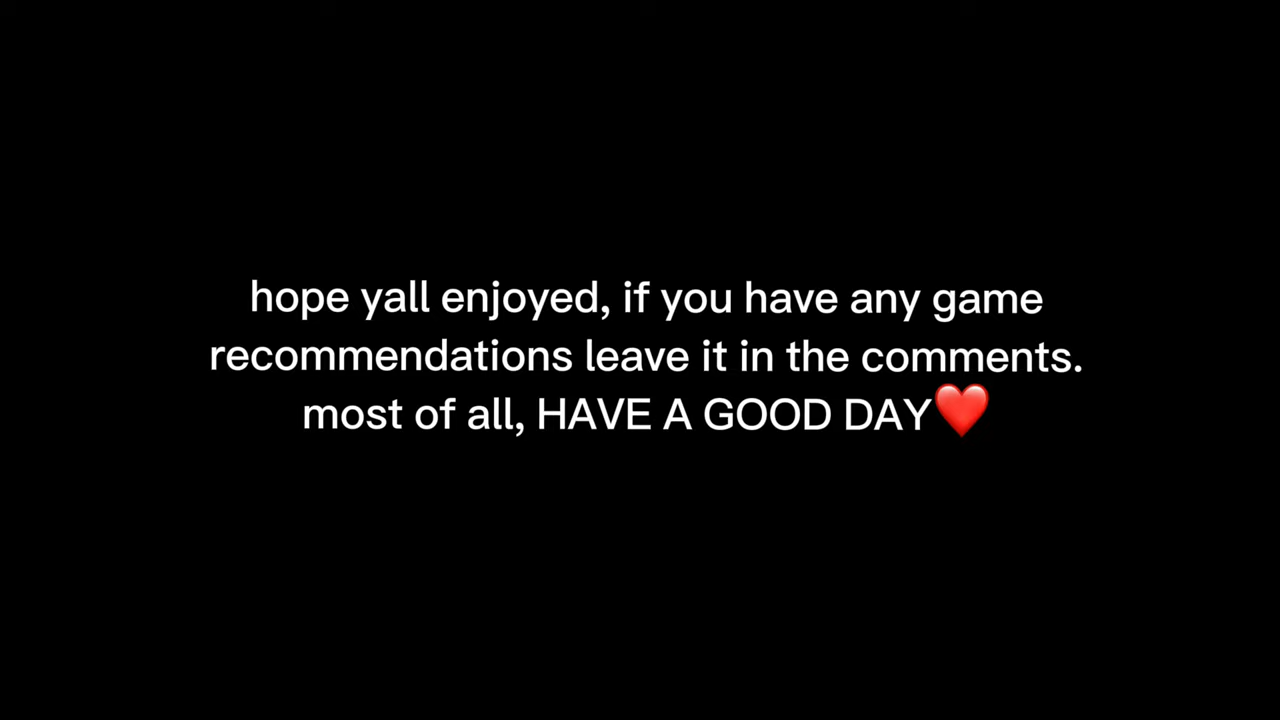 hope yall enjoyed, if you have any game
recommendations leave it in the comments.
most of all, HAVE A GOOD DAY❤️